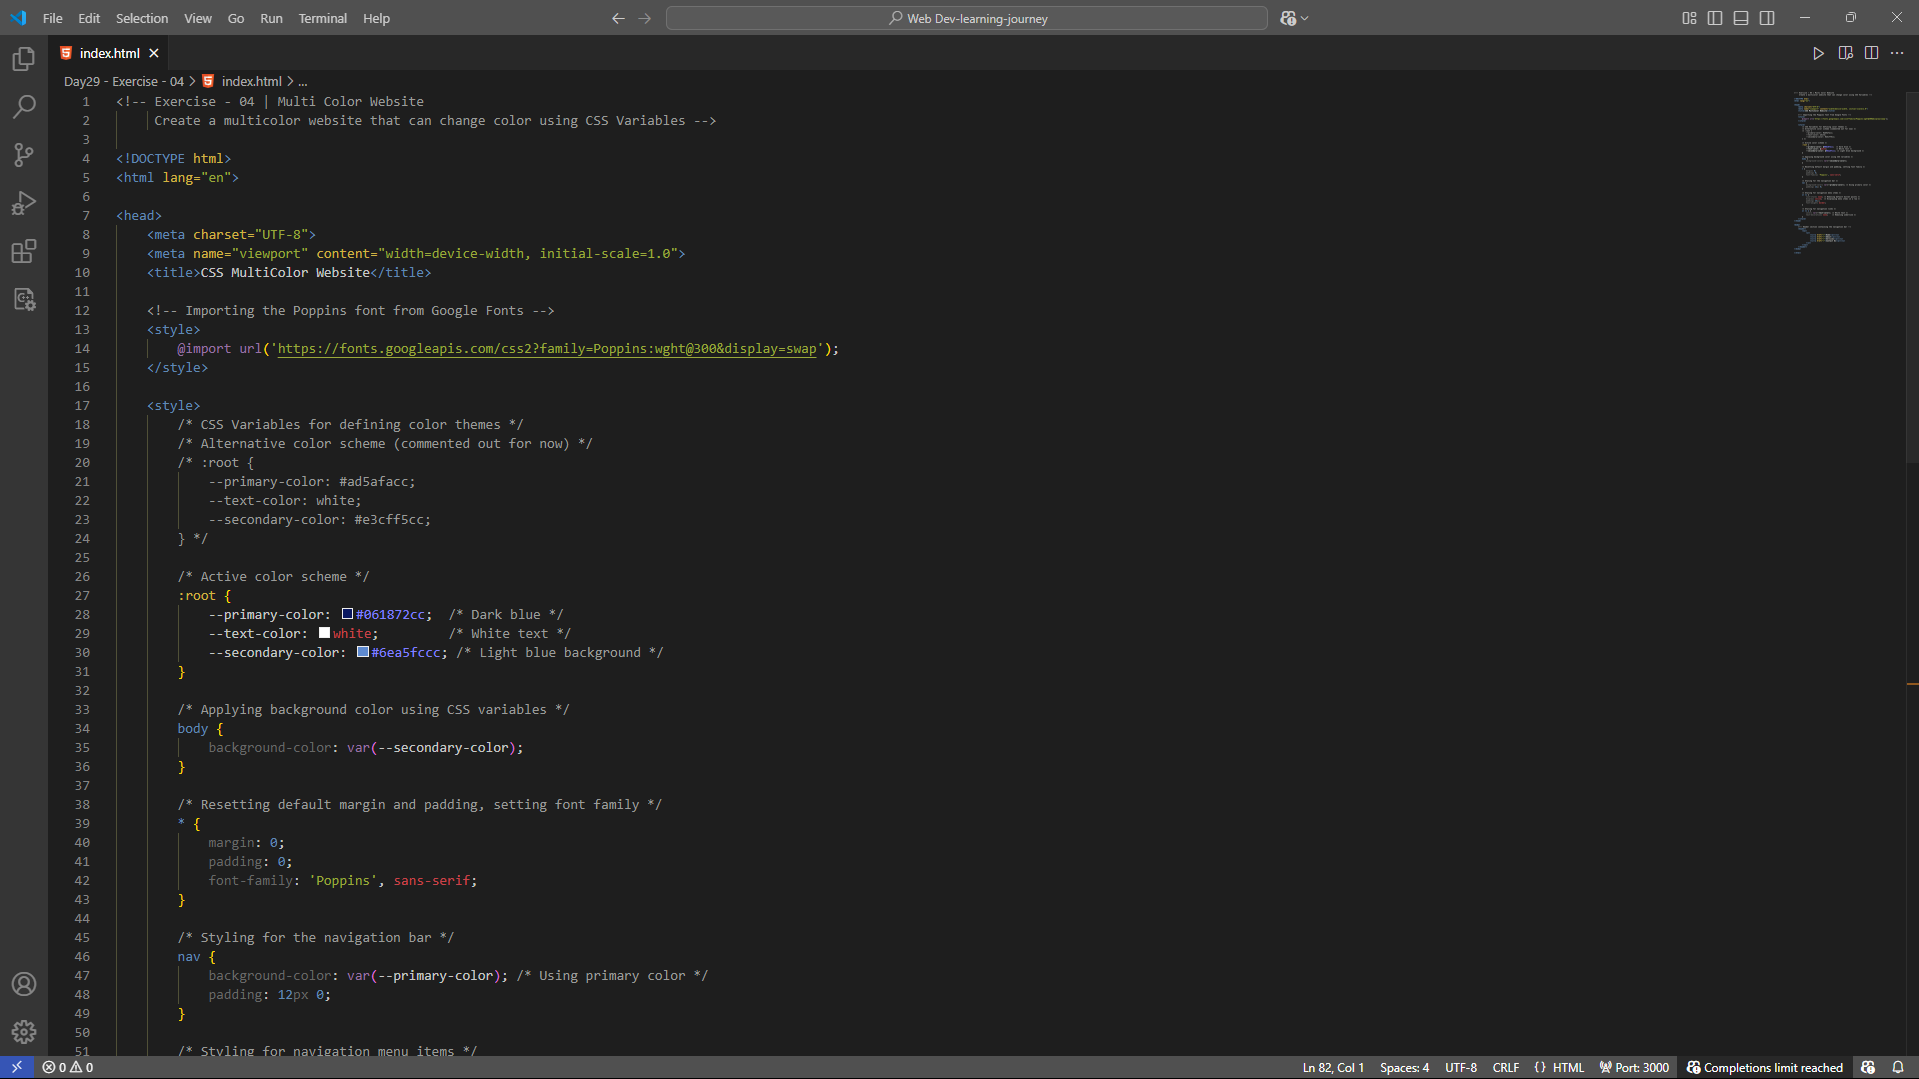 File Edit Selection View Go Run Terminal Help
Web Dev-learning-journey
index.html
Day29 - Exercise - 04 > index.html > ...
1 <!-- Exercise - 04 | Multi Color Website
2 Create a multicolor website that can change color using CSS Variables -->
3
4 <!DOCTYPE html>
5 <html lang="en">
6
7 <head>
8 <meta charset="UTF-8">
9 <meta name="viewport" content="width=device-width, initial-scale=1.0">
10 <title>CSS MultiColor Website</title>
11
12 <!-- Importing the Poppins font from Google Fonts -->
13 <style>
14 @import url('https://fonts.googleapis.com/css2?family=Poppins:wght@300&display=swap');
15 </style>
16
17 <style>
18 /* CSS Variables for defining color themes */
19 /* Alternative color scheme (commented out for now) */
20 /* :root {
21 --primary-color: #ad5afacc;
22 --text-color: white;
23 --secondary-color: #e3cff5cc;
24 } */
25
26 /* Active color scheme */
27 :root {
28 --primary-color: #061872cc; /* Dark blue */
29 --text-color: white; /* White text */
30 --secondary-color: #6ea5fccc; /* Light blue background */
31 }
32
33 /* Applying background color using CSS variables */
34 body {
35 background-color: var(--secondary-color);
36 }
37
38 /* Resetting default margin and padding, setting font family */
39 * {
40 margin: 0;
41 padding: 0;
42 font-family: 'Poppins', sans-serif;
43 }
44
45 /* Styling for the navigation bar */
46 nav {
47 background-color: var(--primary-color); /* Using primary color */
48 padding: 12px 0;
49 }
50
51 /* Styling for navigation menu items */
0 0 Ln 82, Col 1 Spaces: 4 UTF-8 CRLF {} HTML Port: 3000 Completions limit reached